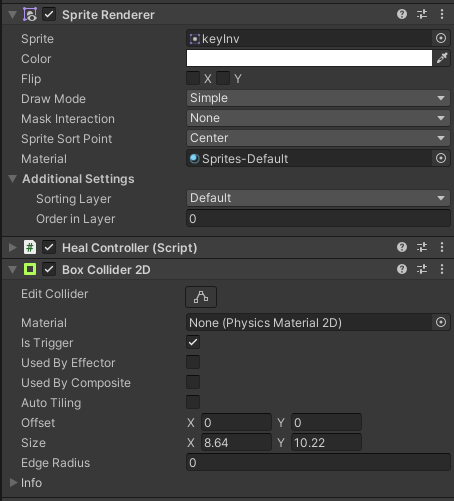 Sprite Renderer
Sprite keyInv
Color
Flip X Y
Draw Mode Simple
Mask Interaction None
Sprite Sort Point Center
Material Sprites-Default
Additional Settings
Sorting Layer Default
Order in Layer 0
# Heal Controller (Script)
Box Collider 2D
Edit Collider
Material None (Physics Material 2D)
Is Trigger
Used By Effector
Used By Composite
Auto Tiling
Offset X 0 Y 0
Size X 8.64 Y 10.22
Edge Radius 0
Info